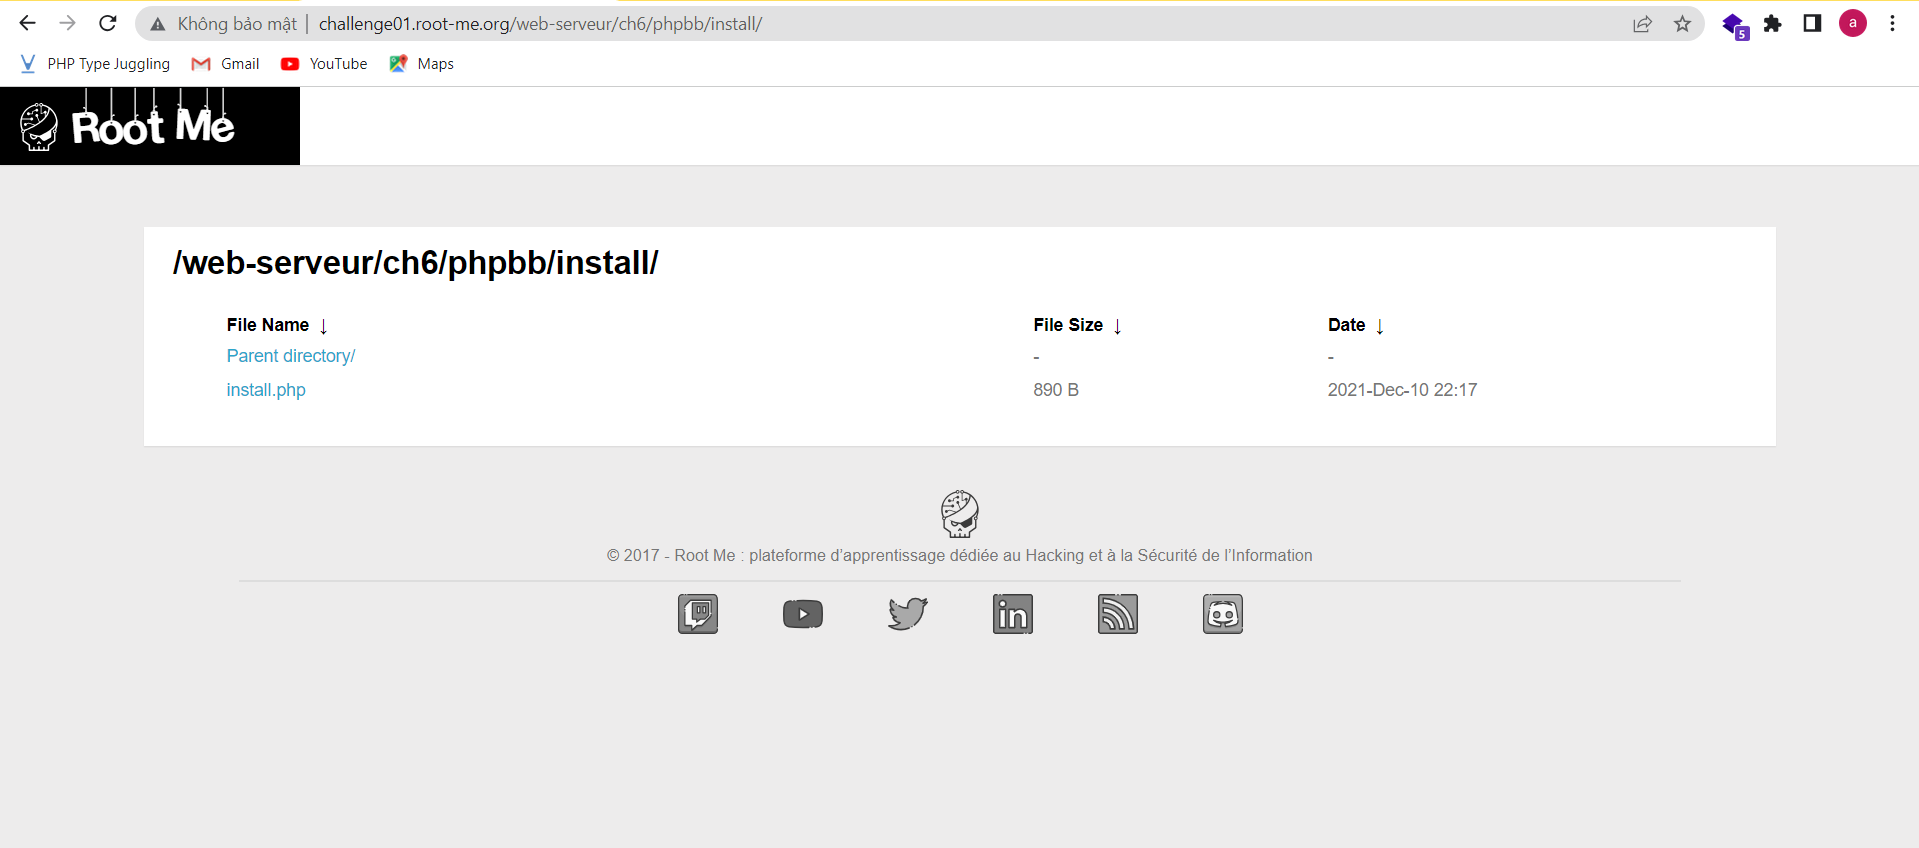 Không bảo mật | challenge01.root-me.org/web-serveur/ch6/phpbb/install/
5
a
PHP Type Juggling Gmail YouTube Maps
Root Me
/web-serveur/ch6/phpbb/install/
File Name ↓ File Size ↓ Date ↓
Parent directory/ - -
install.php 890 B 2021-Dec-10 22:17
© 2017 - Root Me : plateforme d’apprentissage dédiée au Hacking et à la Sécurité de l’Information
in